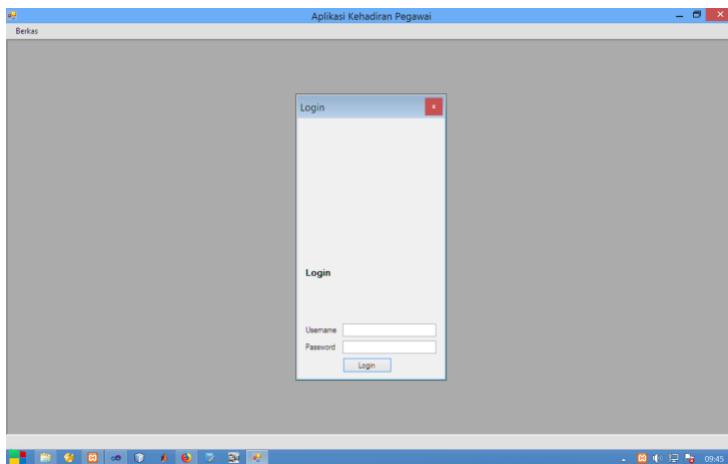 Aplikasi Kehadiran Pegawai
Berkas
Login
Login
Username
Password
Login
09:45